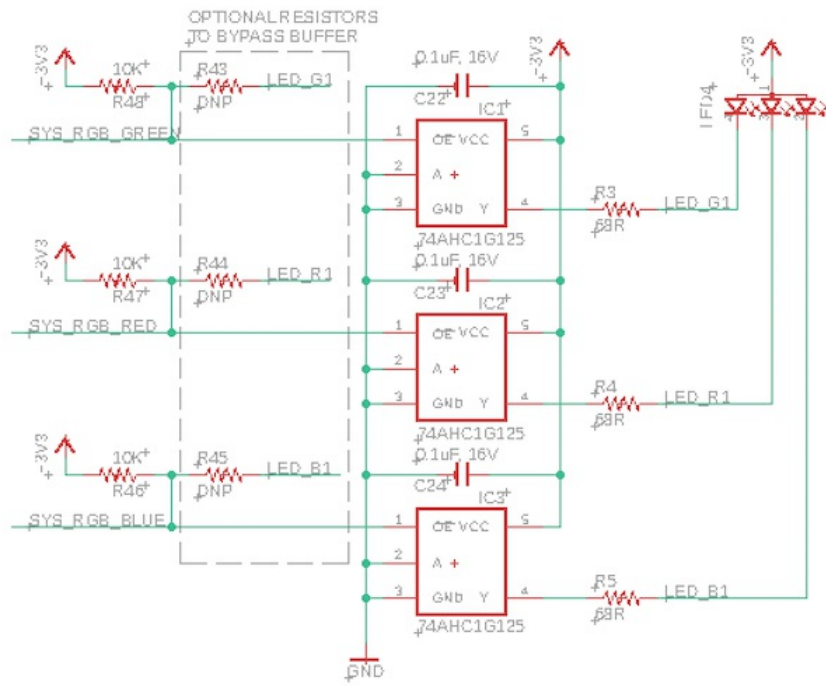 OPTIONAL RESISTORS
TO BYPASS BUFFER
+3V3
10K
R48
R43
DNP
LED_G1
SYS_RGB_GREEN
0.1uF, 16V
C22
+3V3
IC1
1 OE VCC 5
2 A
3 GND Y 4
74AHC1G125
R3
LED_G1
+3V3
LED4
1
4 3 2
+3V3
10K
R47
R44
DNP
LED_R1
SYS_RGB_RED
0.1uF, 16V
C23
IC2
1 OE VCC 5
2 A
3 GND Y 4
74AHC1G125
R4
LED_R1
+3V3
10K
R46
R45
DNP
LED_B1
SYS_RGB_BLUE
0.1uF, 16V
C24
IC3
1 OE VCC 5
2 A
3 GND Y 4
74AHC1G125
R5
LED_B1
GND